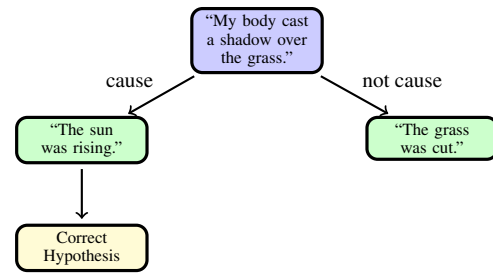 “My body cast
a shadow over
the grass.”
cause
not cause
“The sun
was rising.”
“The grass
was cut.”
Correct
Hypothesis